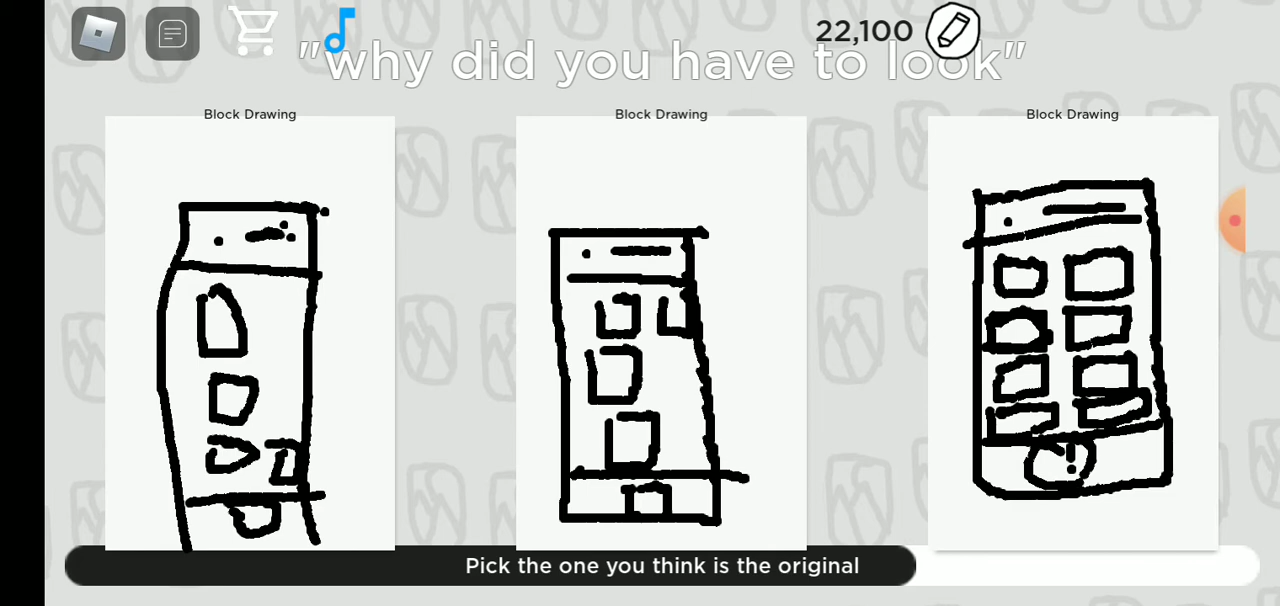 22,100
"why did you have to look"
Block Drawing
Block Drawing
Block Drawing
!
Pick the one you think is the original